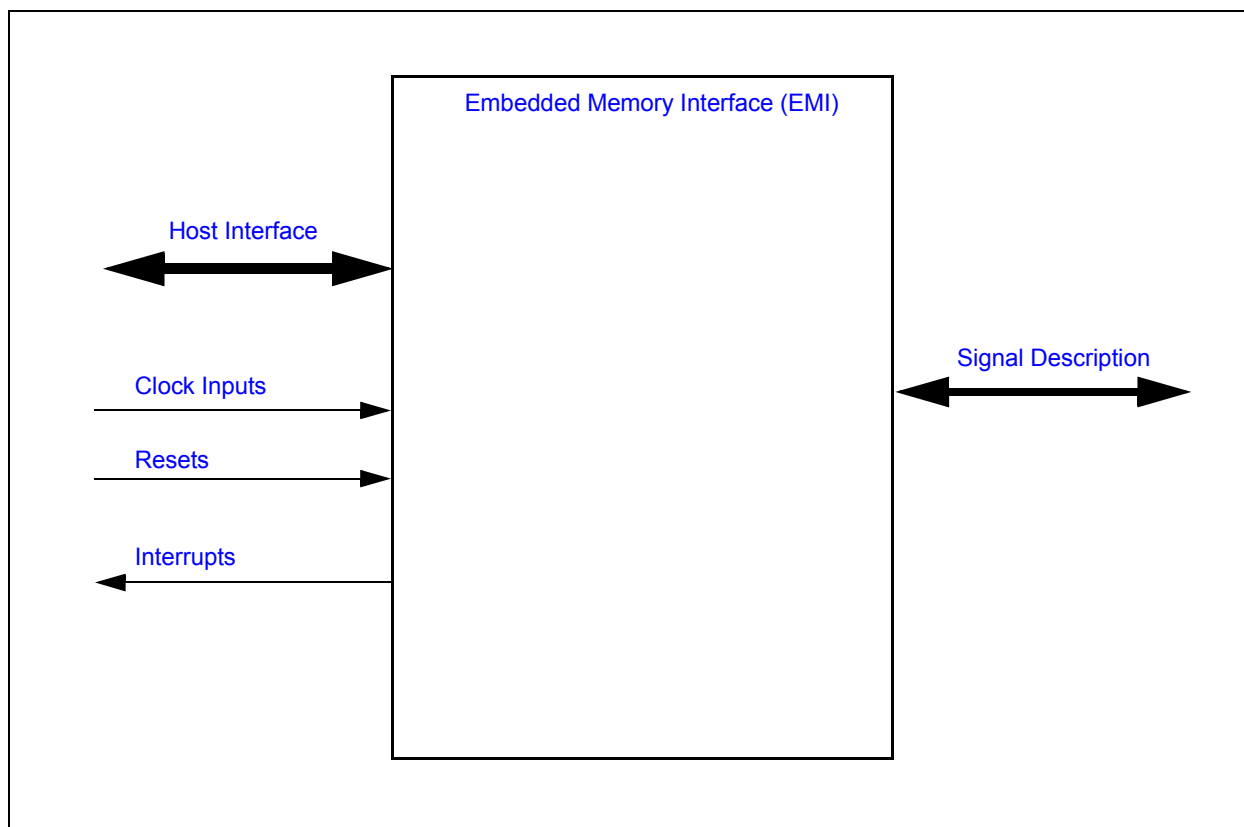 Embedded Memory Interface (EMI)
Host Interface
Signal Description
Clock Inputs
Resets
Interrupts